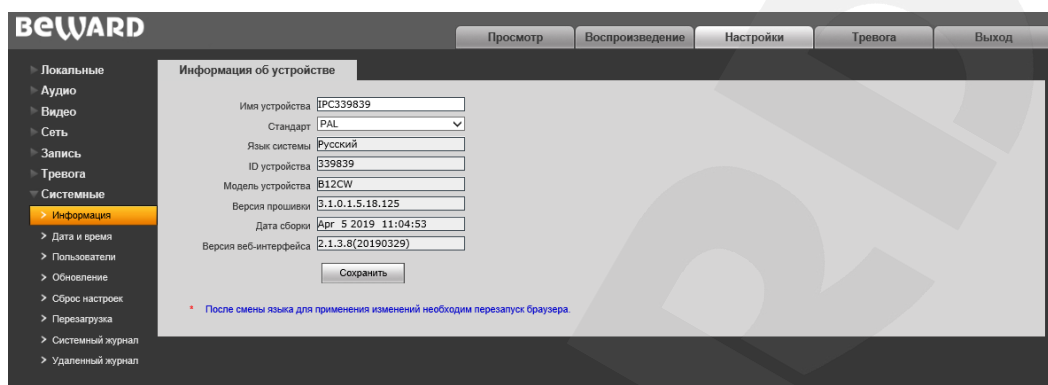 BEWARD
Просмотр
Воспроизведение
Настройки
Тревога
Выход
Локальные
Аудио
Видео
Сеть
Запись
Тревога
Системные
Информация
Дата и время
Пользователи
Обновление
Сброс настроек
Перезагрузка
Системный журнал
Удаленный журнал
Информация об устройстве
Имя устройства IPC339839
Стандарт PAL
Язык системы Русский
ID устройства 339839
Модель устройства B12CW
Версия прошивки 3.1.0.1.5.18.125
Дата сборки Apr 5 2019 11:04:53
Версия веб-интерфейса 2.1.3.8(20190329)
Сохранить
* После смены языка для применения изменений необходим перезапуск браузера.